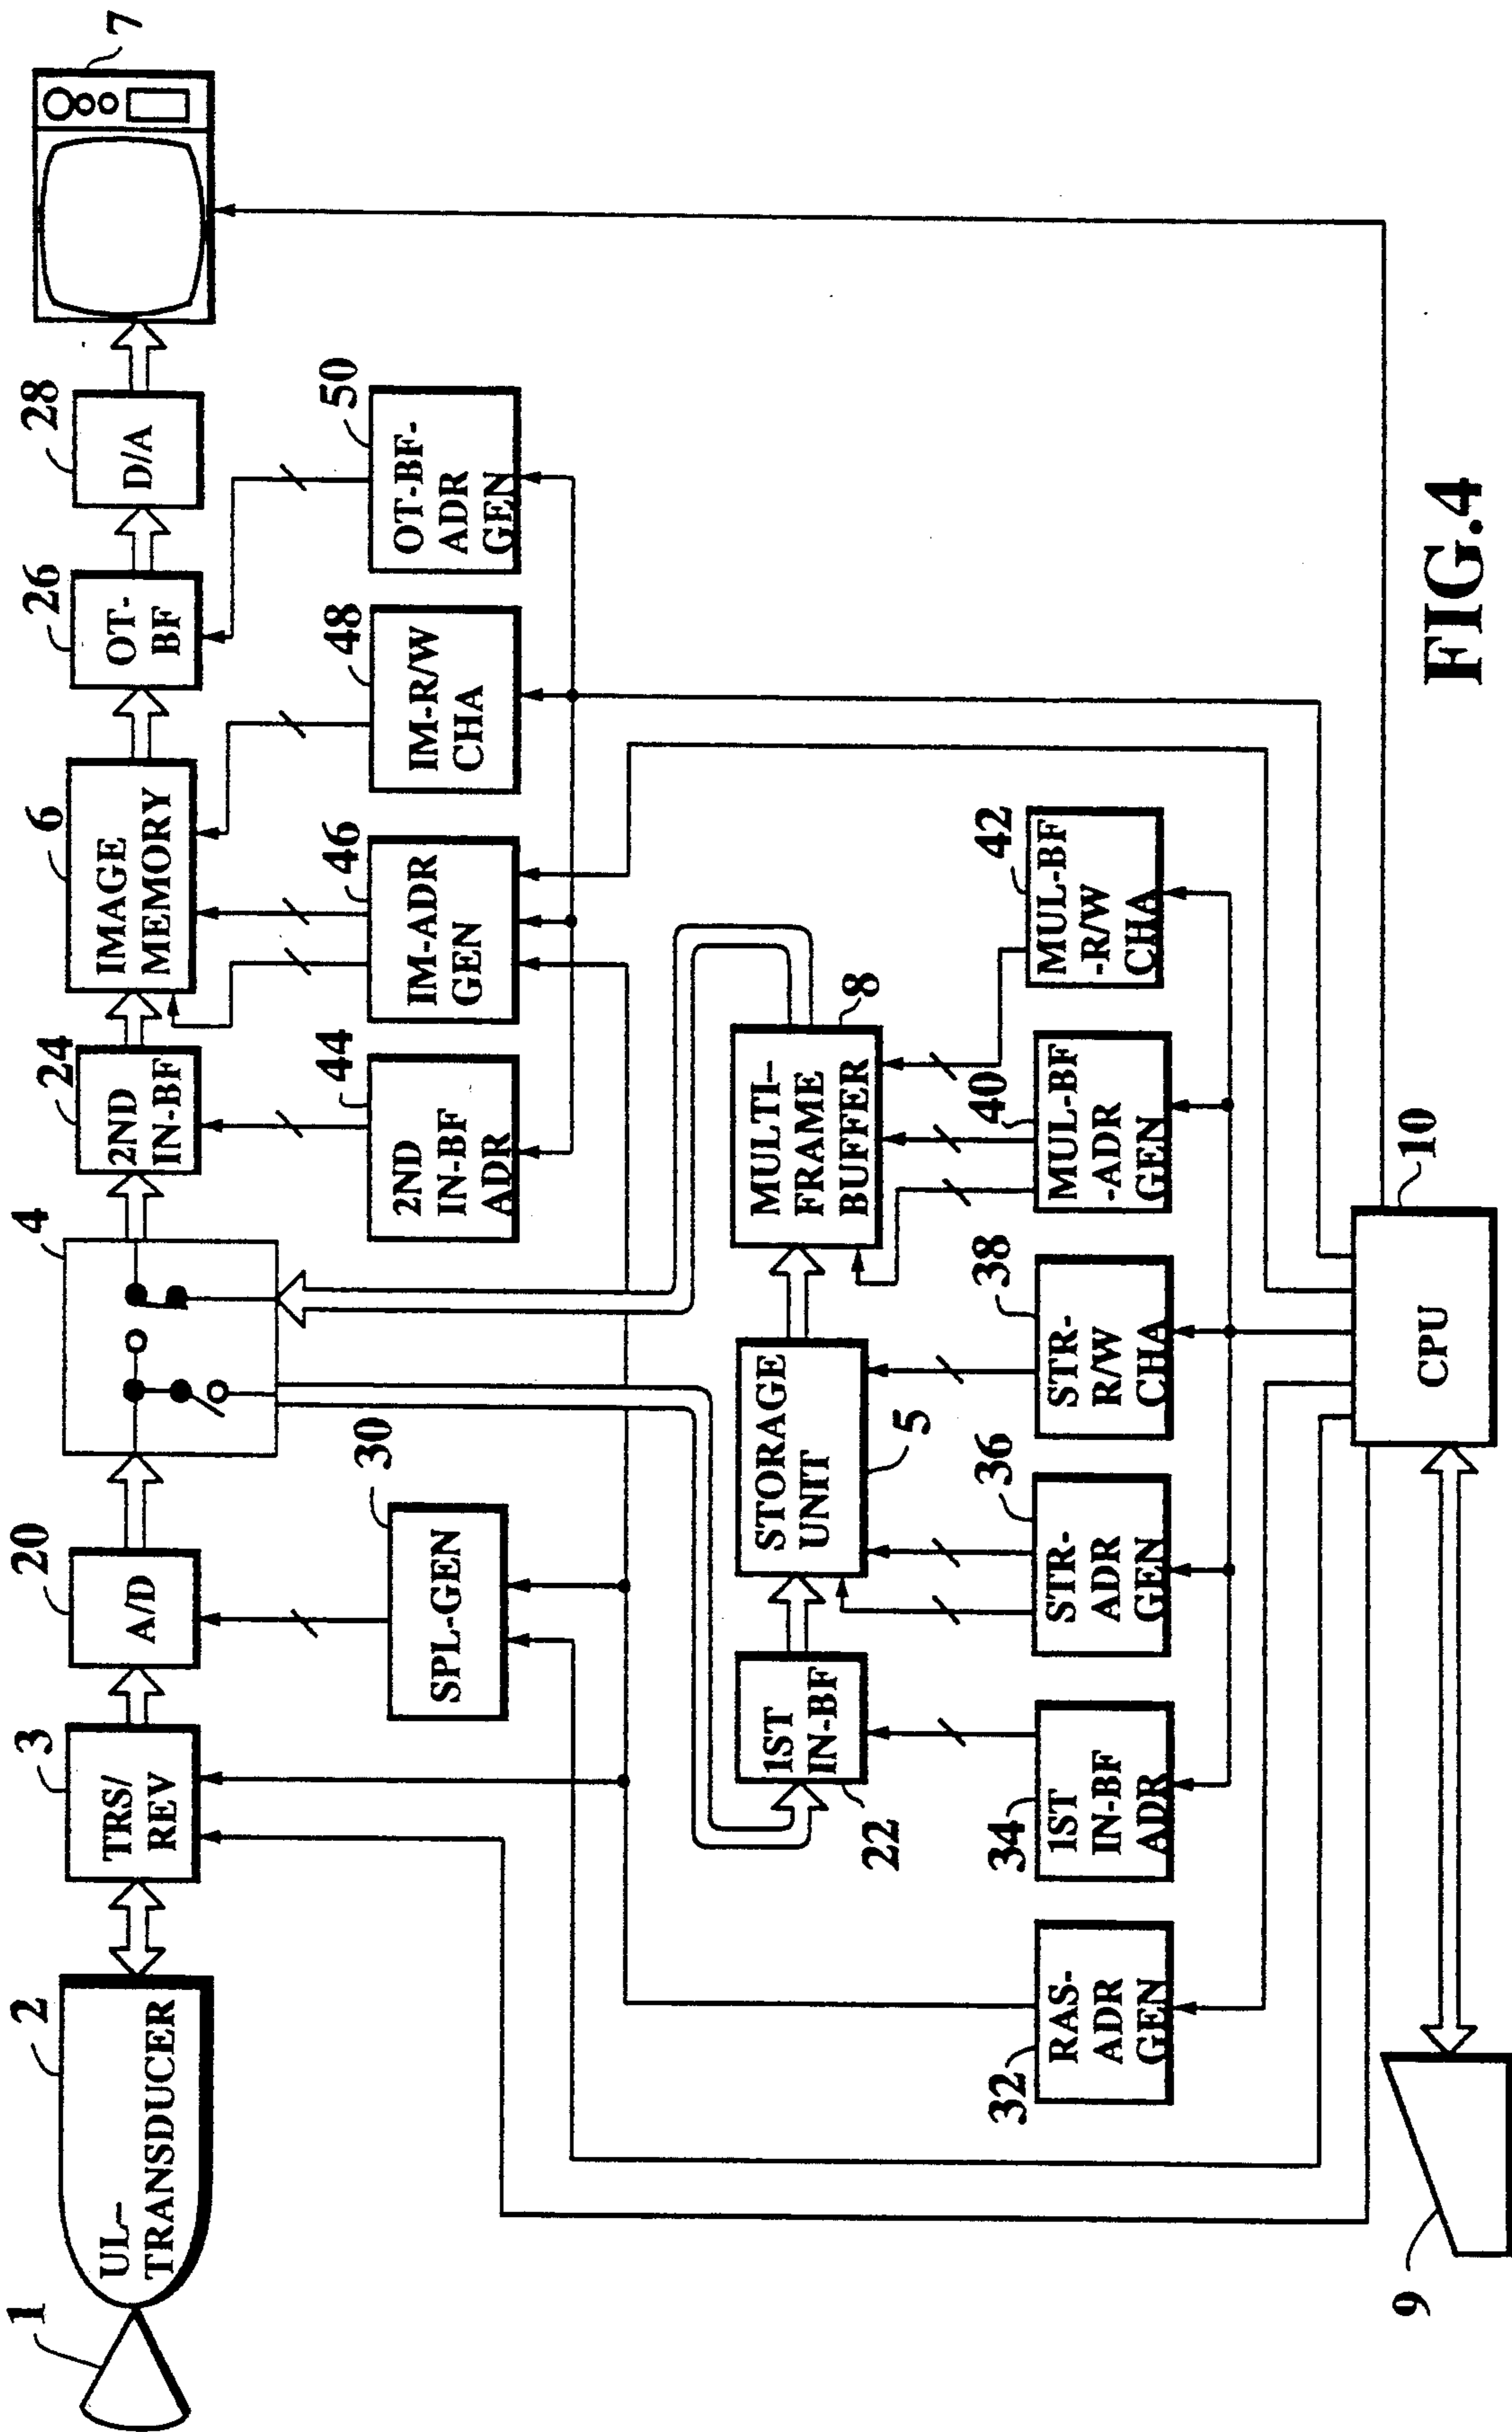 1
2
UL–
TRANSDUCER
3
TRS/
REV
20
A/D
4
24
2ND
IN-BF
6
IMAGE
MEMORY
26
OT-
BF
28
D/A
7
30
SPL-GEN
44
2ND
IN-BF
ADR
46
IM-ADR
GEN
48
IM-R/W
CHA
50
OT-BF-
ADR
GEN
22
1ST
IN-BF
5
STORAGE
UNIT
8
MULTI–
FRAME
BUFFER
32
RAS-
ADR
GEN
34
1ST
IN-BF
ADR
36
STR-
ADR
GEN
38
STR-
R/W
CHA
40
MUL-BF
-ADR
GEN
42
MUL-BF
-R/W
CHA
9
10
CPU
FIG.4